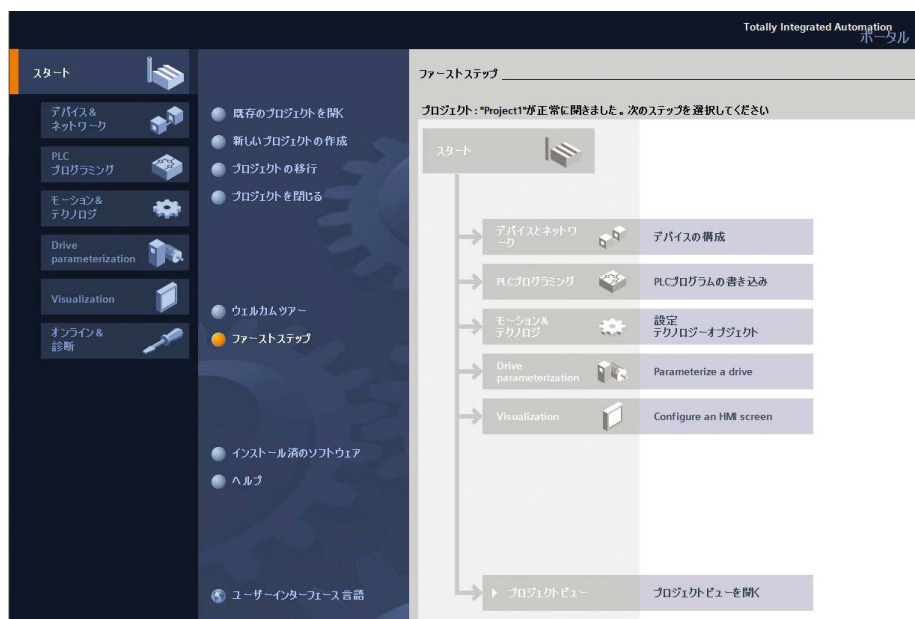 Totally Integrated Automation
ポータル
スタート
デバイス&
ネットワーク
PLC
プログラミング
モーション&
テクノロジ
Drive
parameterization
Visualization
オンライン&
診断
既存のプロジェクトを開く
新しいプロジェクトの作成
プロジェクトの移行
プロジェクトを閉じる
ウェルカムツアー
ファーストステップ
インストール済のソフトウェア
ヘルプ
ユーザーインターフェース言語
ファーストステップ
プロジェクト："Project1"が正常に開きました。次のステップを選択してください
スタート
デバイスとネットワ
ーク
デバイスの構成
PLCプログラミング
PLCプログラムの書き込み
モーション&
テクノロジ
設定
テクノロジーオブジェクト
Drive
parameterization
Parameterize a drive
Visualization
Configure an HMI screen
プロジェクトビュー
プロジェクトビューを開く